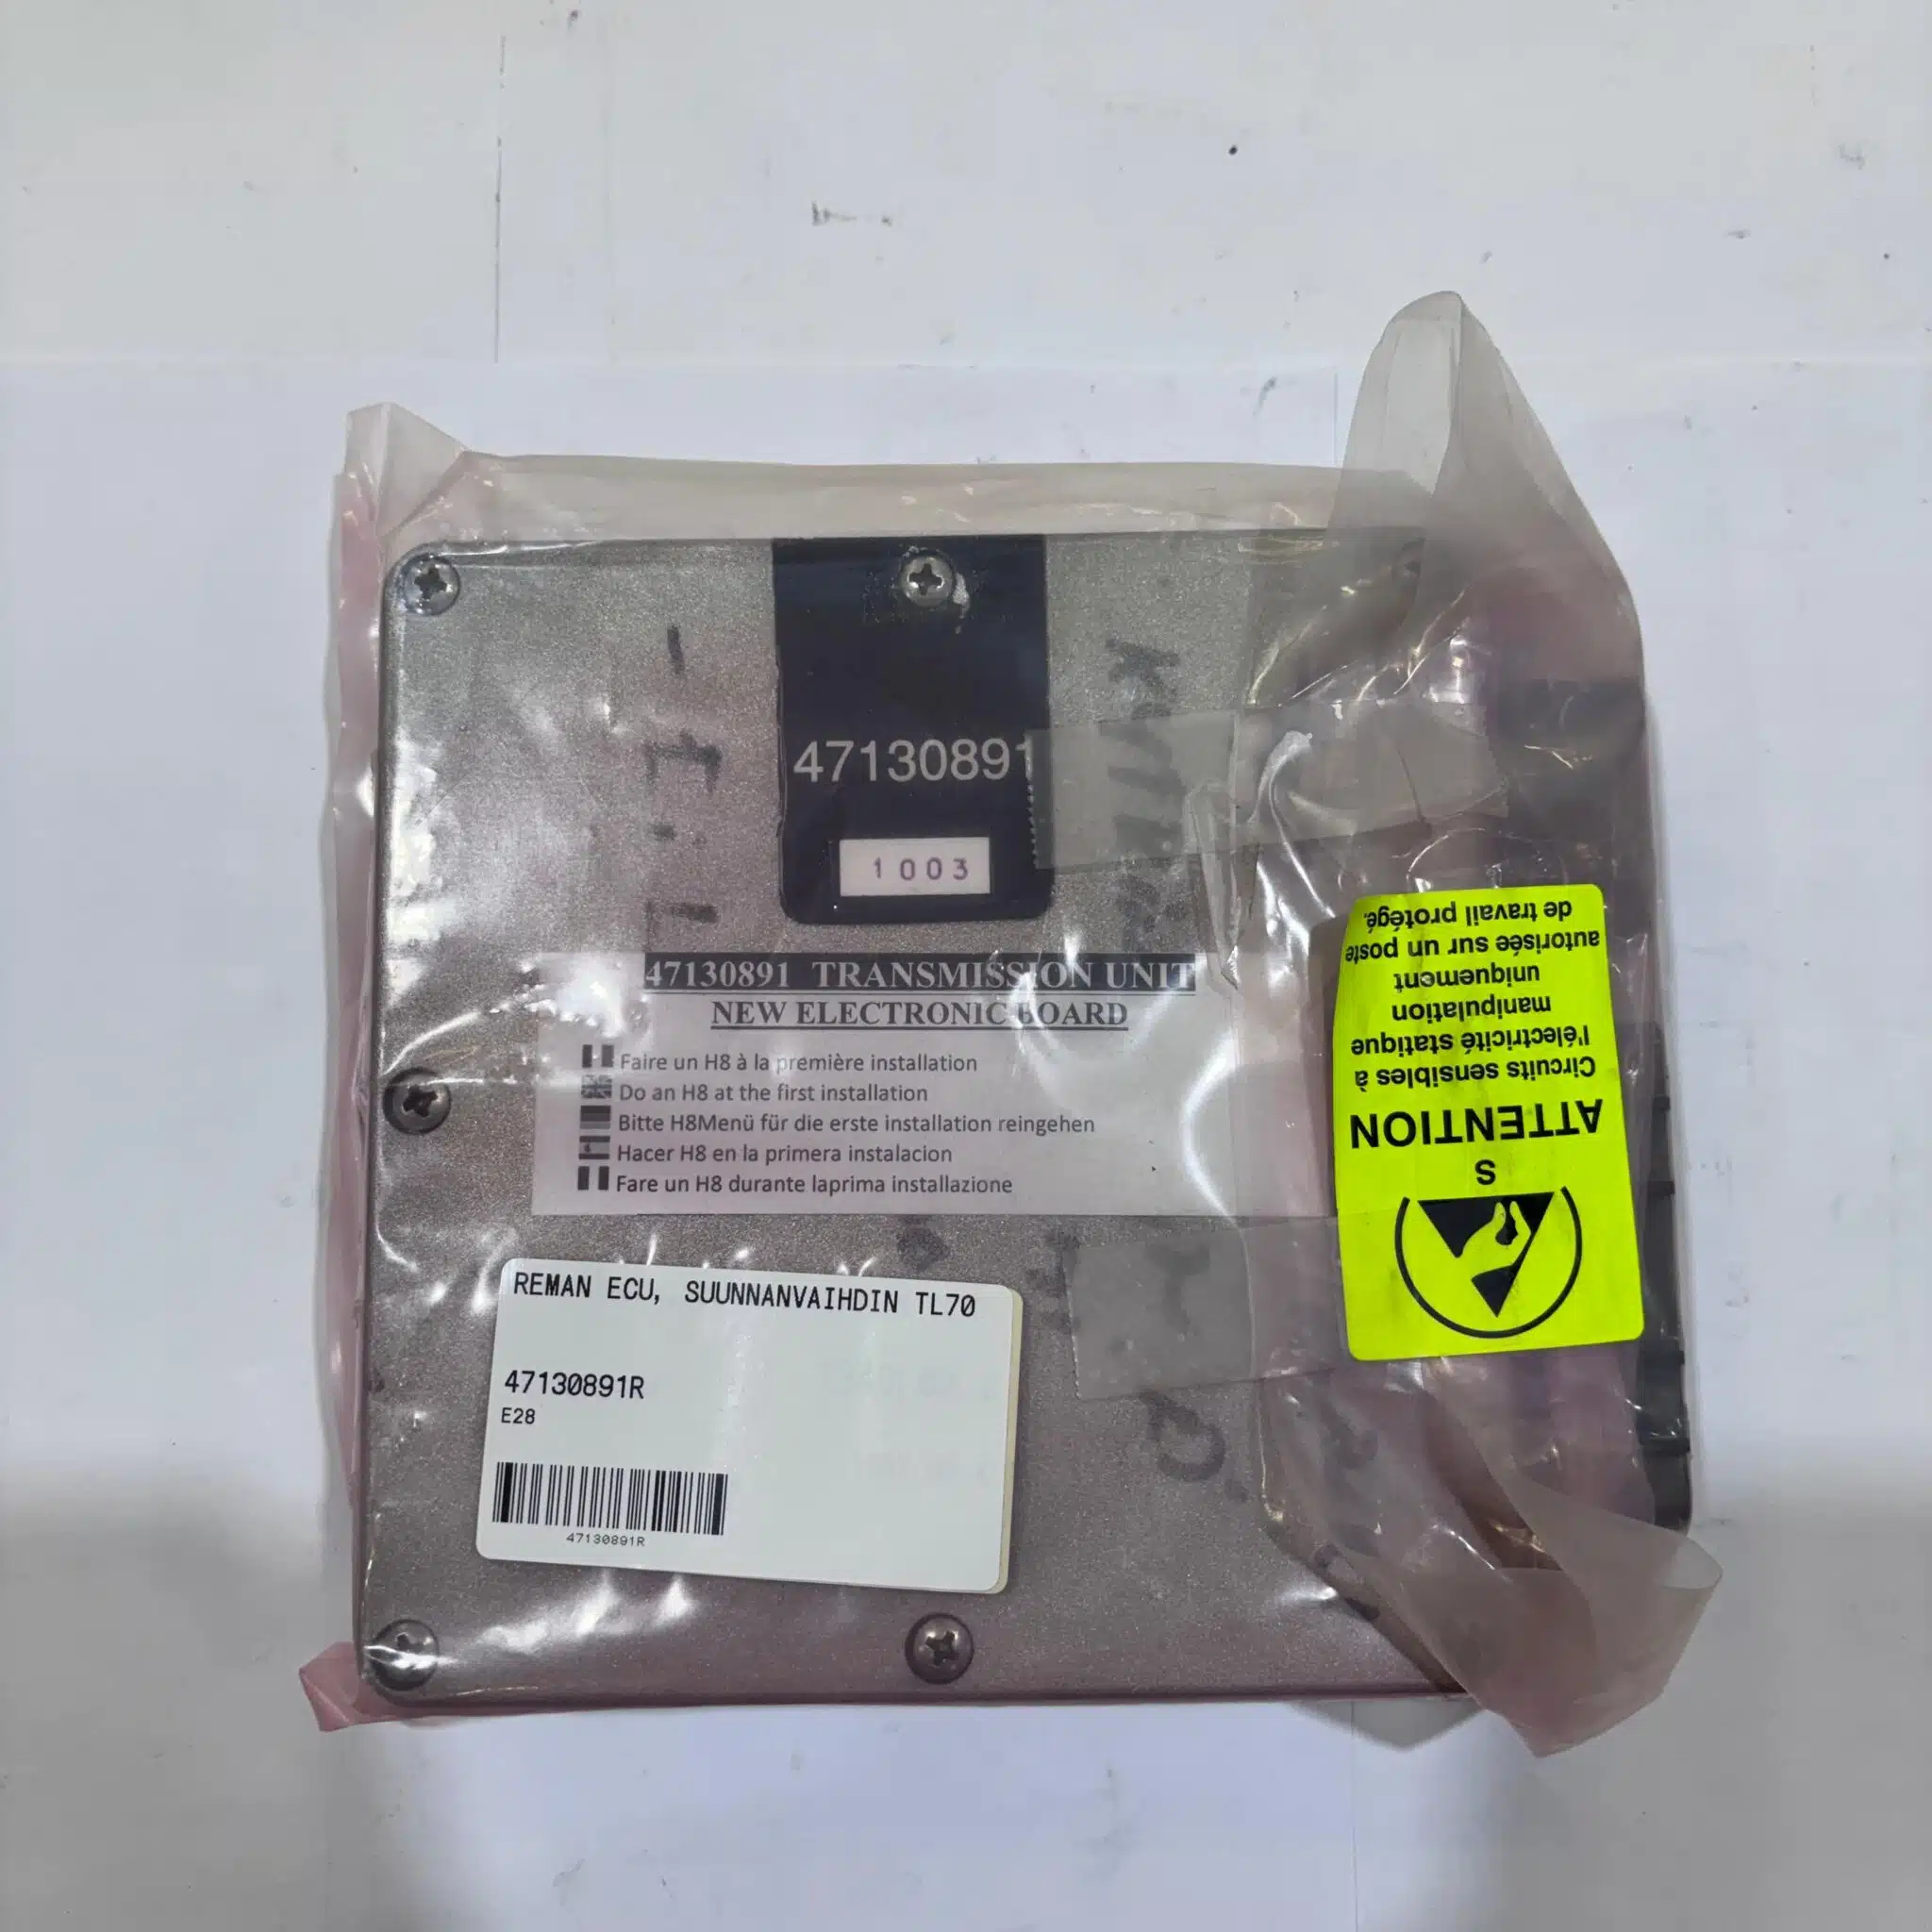 47130891
1003
47130891 TRANSMISSION UNIT
NEW ELECTRONIC BOARD
Faire un H8 à la première installation
Do an H8 at the first installation
Bitte H8Menü für die erste installation reingehen
Hacer H8 en la primera instalacion
Fare un H8 durante laprima installazione
REMAN ECU, SUUNNANVAIHDIN TL70
47130891R
E28
47130891R
S
ATTENTION
Circuits sensibles à
l'électricité statique
manipulation
uniquement
autorisée sur un poste
de travail protégé.